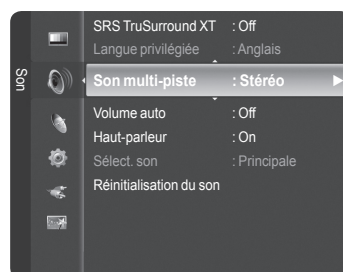 Son
SRS TruSurround XT : Off
Langue privilégiée : Anglais
Son multi-piste : Stéréo
Volume auto : Off
Haut-parleur : On
Sélect. son : Principale
Réinitialisation du son